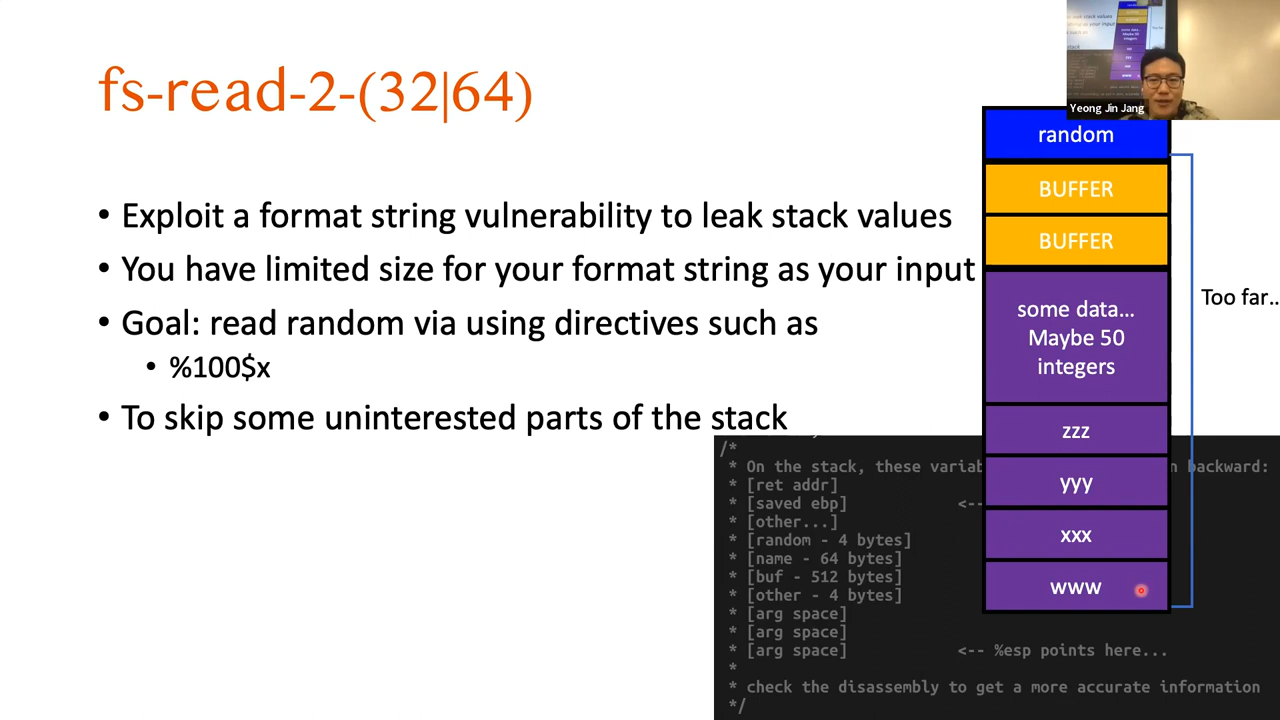 fs-read-2-(32|64)
• Exploit a format string vulnerability to leak stack values
• You have limited size for your format string as your input
• Goal: read random via using directives such as
• %100$x
• To skip some uninterested parts of the stack
Yeong Jin Jang
random
BUFFER
BUFFER
some data...
Maybe 50
integers
zzz
yyy
xxx
www
Too far...
/*
* On the stack, these backward:
* [ret addr]
* [saved ebp] <--
* [other...]
* [random - 4 bytes]
* [name - 64 bytes]
* [buf - 512 bytes]
* [other - 4 bytes]
* [arg space]
* [arg space]
* [arg space] <-- %esp points here...
*
* check the disassembly to get a more accurate information
*/